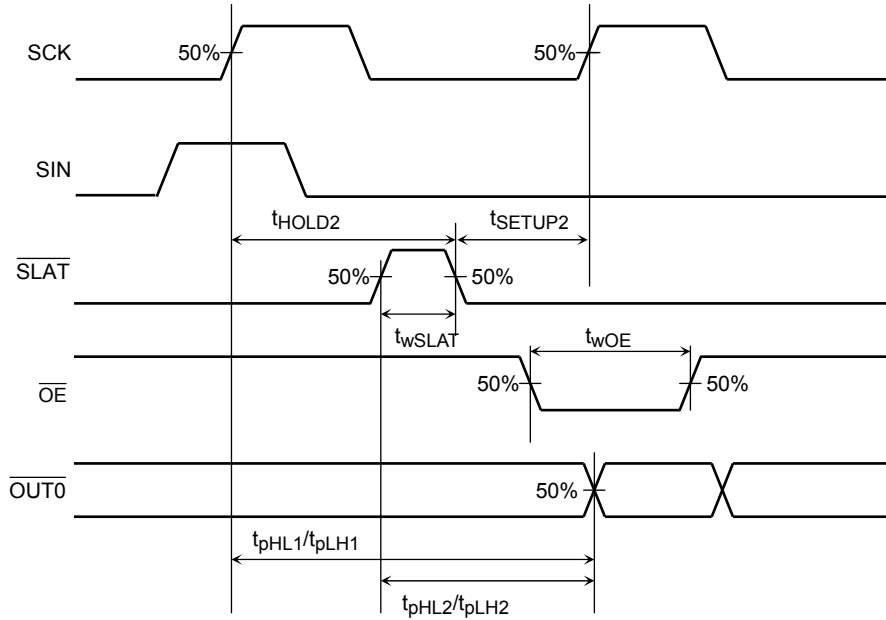 SCK
50%
50%
SIN
tHOLD2
tSETUP2
SLAT
50%
50%
twSLAT
twOE
OE
50%
50%
OUT0
50%
tpHL1/tpLH1
tpHL2/tpLH2